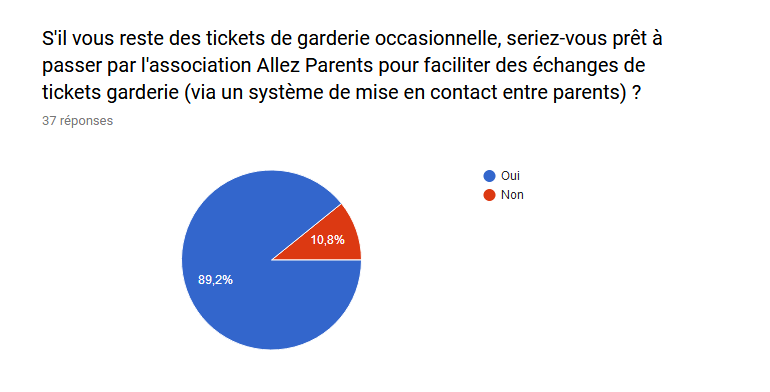 S'il vous reste des tickets de garderie occasionnelle, seriez-vous prêt à
passer par l'association Allez Parents pour faciliter des échanges de
tickets garderie (via un système de mise en contact entre parents) ?
37 réponses
Oui
Non
10,8%
89,2%